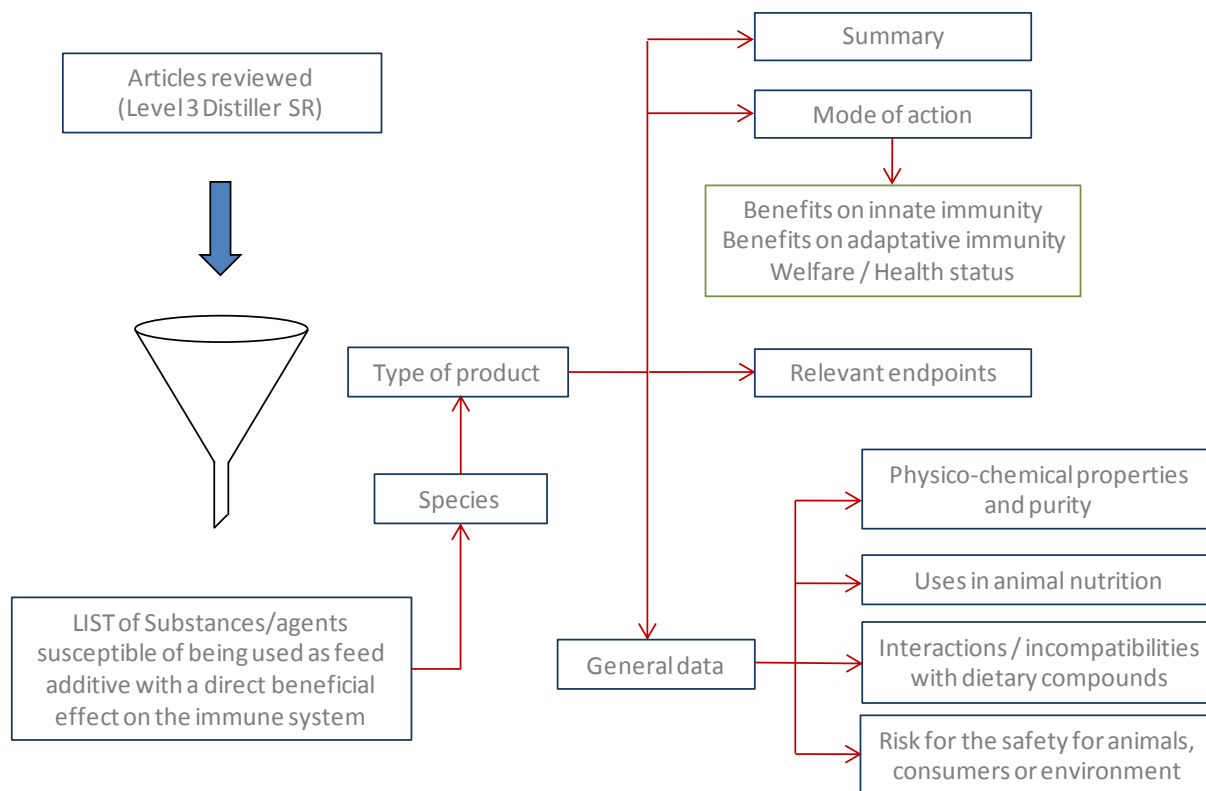 Articles reviewed
(Level 3 Distiller SR)
LIST of Substances/agents
susceptible of being used as feed
additive with a direct beneficial
effect on the immune system
Species
Type of product
Summary
Mode of action
Benefits on innate immunity
Benefits on adaptative immunity
Welfare / Health status
Relevant endpoints
General data
Physico-chemical properties
and purity
Uses in animal nutrition
Interactions / incompatibilities
with dietary compounds
Risk for the safety for animals,
consumers or environment